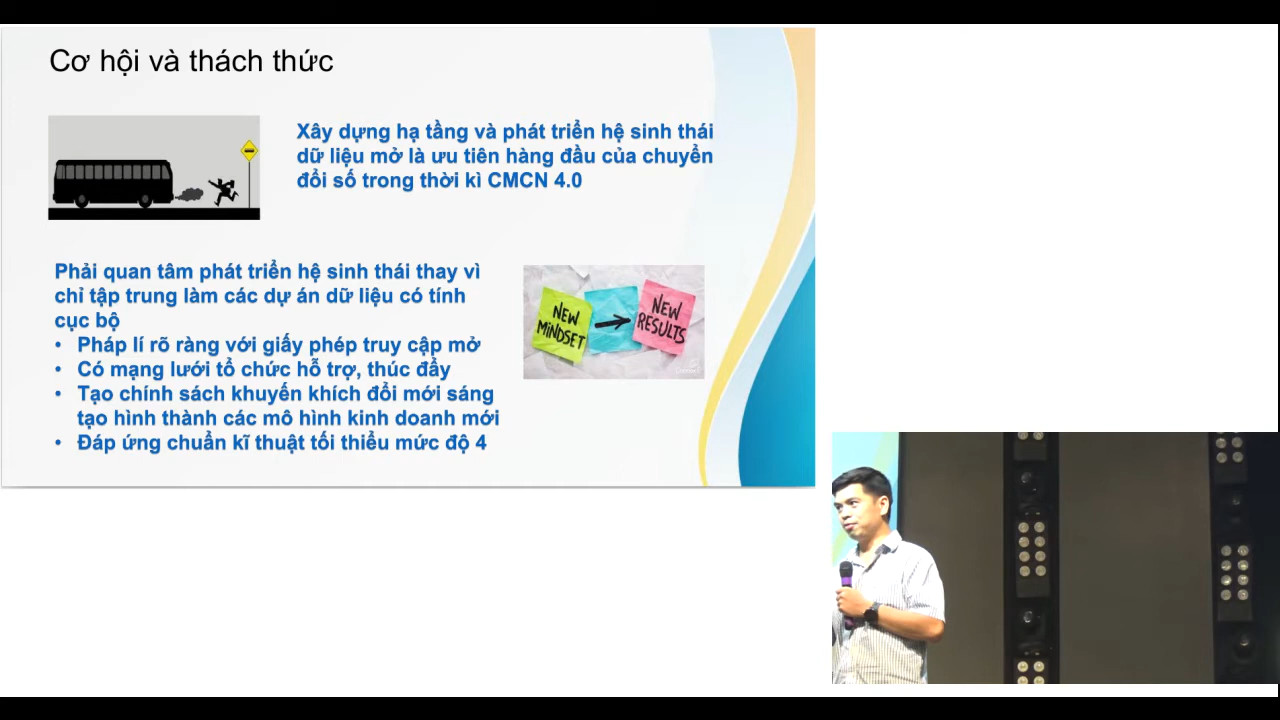 Cơ hội và thách thức
Xây dựng hạ tầng và phát triển hệ sinh thái
dữ liệu mở là ưu tiên hàng đầu của chuyển
đổi số trong thời kì CMCN 4.0
Phải quan tâm phát triển hệ sinh thái thay vì
chỉ tập trung làm các dự án dữ liệu có tính
cục bộ
• Pháp lí rõ ràng với giấy phép truy cập mở
• Có mạng lưới tổ chức hỗ trợ, thúc đẩy
• Tạo chính sách khuyến khích đổi mới sáng
tạo hình thành các mô hình kinh doanh mới
• Đáp ứng chuẩn kĩ thuật tối thiểu mức độ 4
NEW
MINDSET
NEW
RESULTS